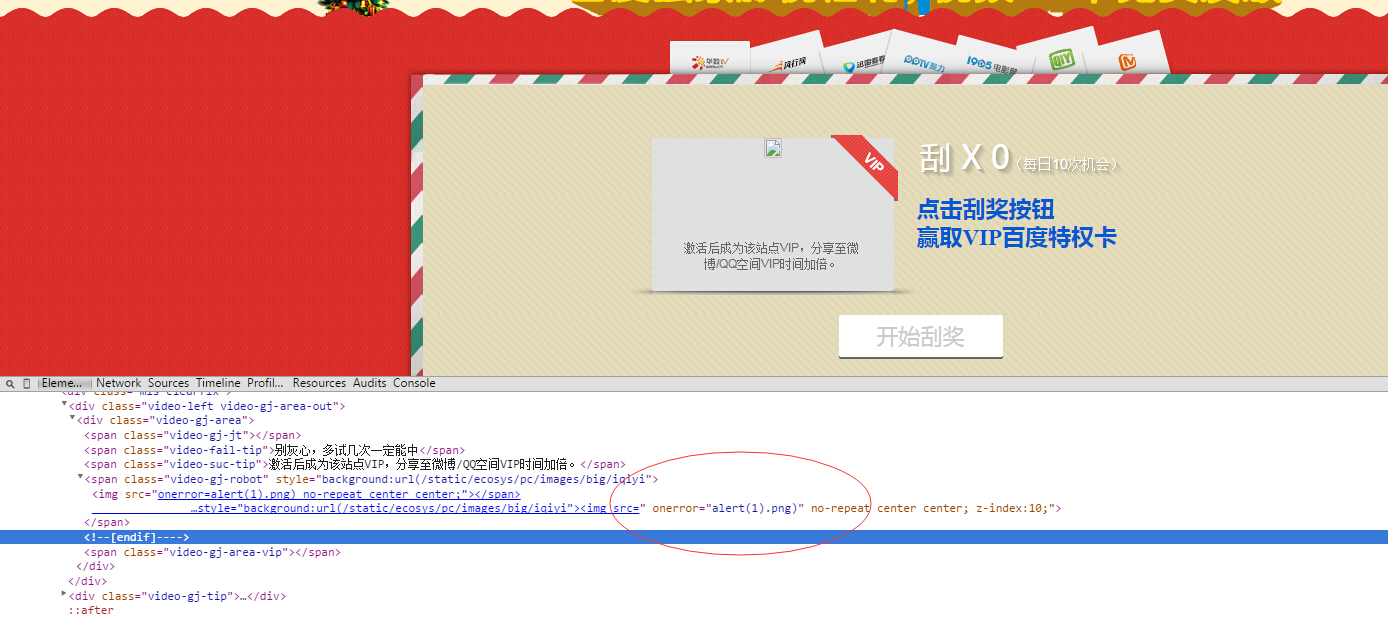 华数TV
风行网
迅雷看看
PPTV聚力
1905电影网
QIY
VIP
刮 X 0（每日10次机会）
点击刮奖按钮
赢取VIP百度特权卡
激活后成为该站点VIP，分享至微
博/QQ空间VIP时间加倍。
开始刮奖
Eleme... Network Sources Timeline Profil... Resources Audits Console
<div class="mls clearfix">
▼<div class="video-left video-gj-area-out">
▼<div class="video-gj-area">
<span class="video-gj-jt"></span>
<span class="video-fail-tip">别灰心，多试几次一定能中</span>
<span class="video-suc-tip">激活后成为该站点VIP，分享至微博/QQ空间VIP时间加倍。</span>
▼<span class="video-gj-robot" style="background:url(/static/ecosys/pc/images/big/iqiyi">
<img src="onerror=alert(1).png) no-repeat center center;"></span>
…style="background:url(/static/ecosys/pc/images/big/iqiyi"><img src=" onerror="alert(1).png)" no-repeat center center; z-index:10;">
</span>
<!--[endif]---->
<span class="video-gj-area-vip"></span>
</div>
</div>
▶<div class="video-gj-tip">…</div>
::after